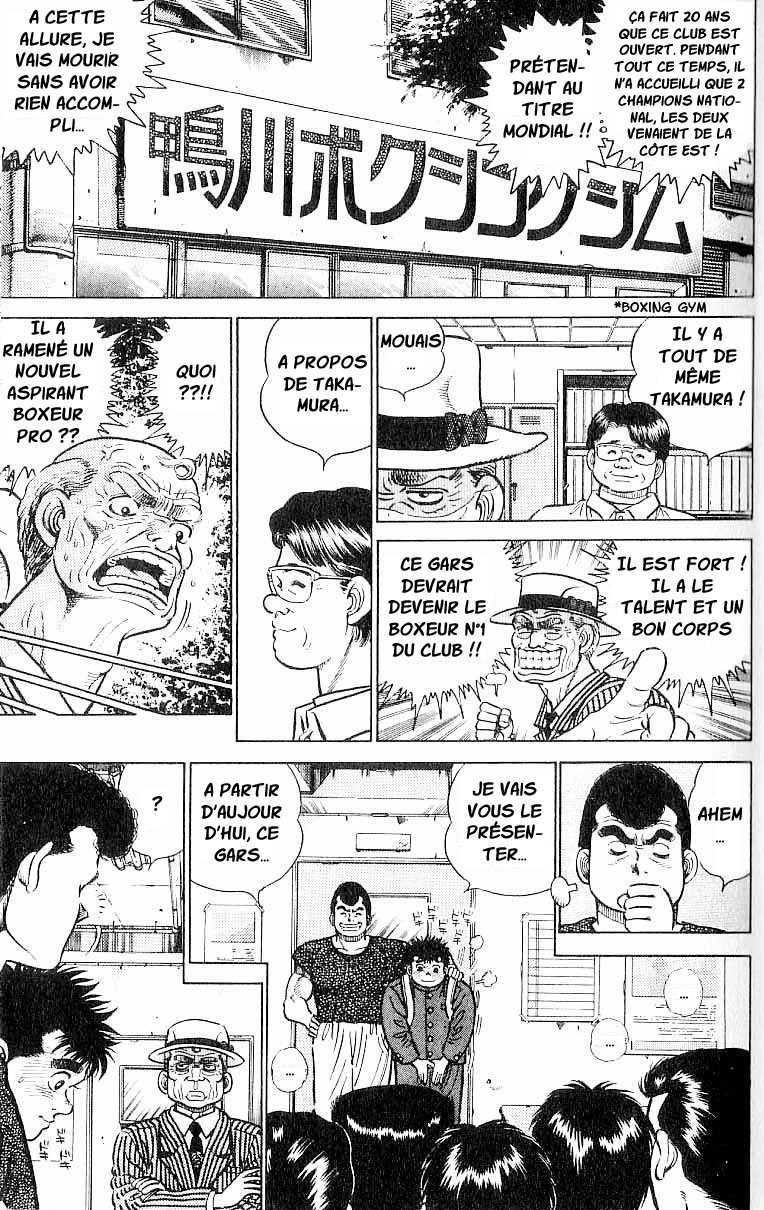 ÇA FAIT 20 ANS
QUE CE CLUB EST
OUVERT. PENDANT
TOUT CE TEMPS, IL
N'A ACCUEILLI QUE 2
CHAMPIONS NATIO-
NAL, LES DEUX
VENAIENT DE LA
CÔTE EST !
PRÉTEN-
DANT AU
TITRE
MONDIAL !!
A CETTE
ALLURE, JE
VAIS MOURIR
SANS AVOIR
RIEN ACCOM-
PLI...
鴨川ボクシングジム
*BOXING GYM
IL Y A
TOUT DE
MÊME
TAKAMURA !
MOUAIS
...
IL EST FORT !
IL A LE
TALENT ET UN
BON CORPS
CE GARS
DEVRAIT
DEVENIR LE
BOXEUR N°1
DU CLUB !!
A PROPOS
DE TAKA-
MURA...
QUOI
??!!
IL A
RAMENÉ UN
NOUVEL
ASPIRANT
BOXEUR
PRO ??
AHEM
...
JE VAIS
VOUS LE
PRÉSEN-
TER...
A PARTIR
D'AUJOUR
D'HUI, CE
GARS...
?
...
...
...
...